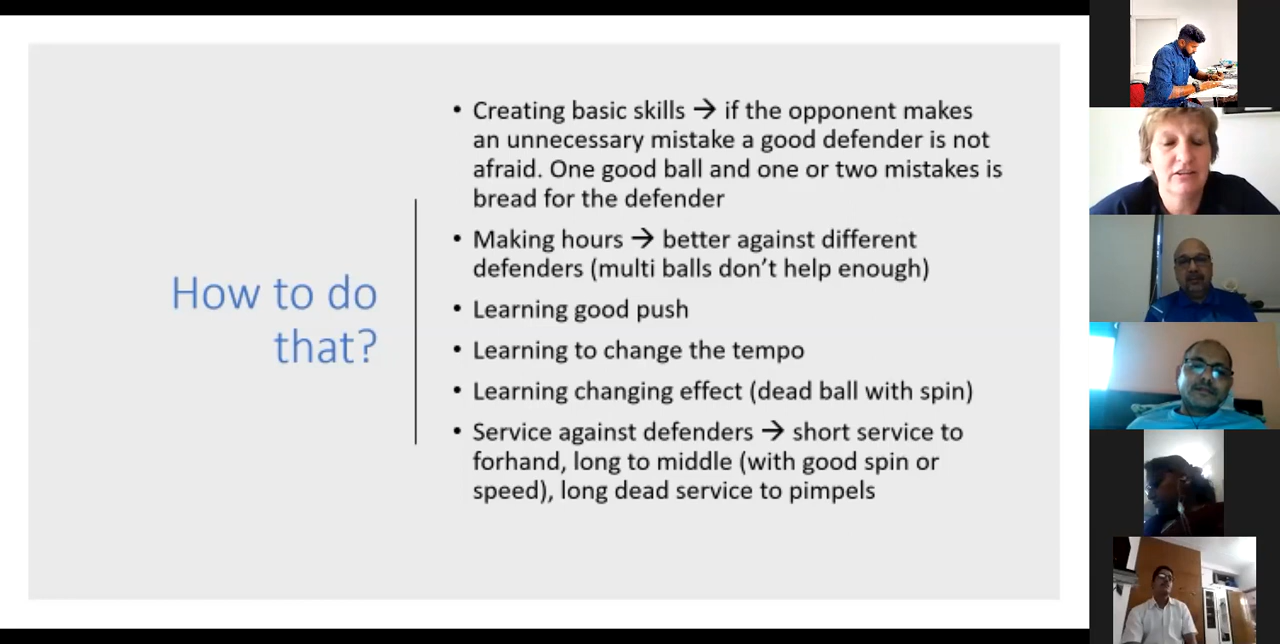 How to do
that?
• Creating basic skills → if the opponent makes
an unnecessary mistake a good defender is not
afraid. One good ball and one or two mistakes is
bread for the defender
• Making hours → better against different
defenders (multi balls don't help enough)
• Learning good push
• Learning to change the tempo
• Learning changing effect (dead ball with spin)
• Service against defenders → short service to
forhand, long to middle (with good spin or
speed), long dead service to pimpels